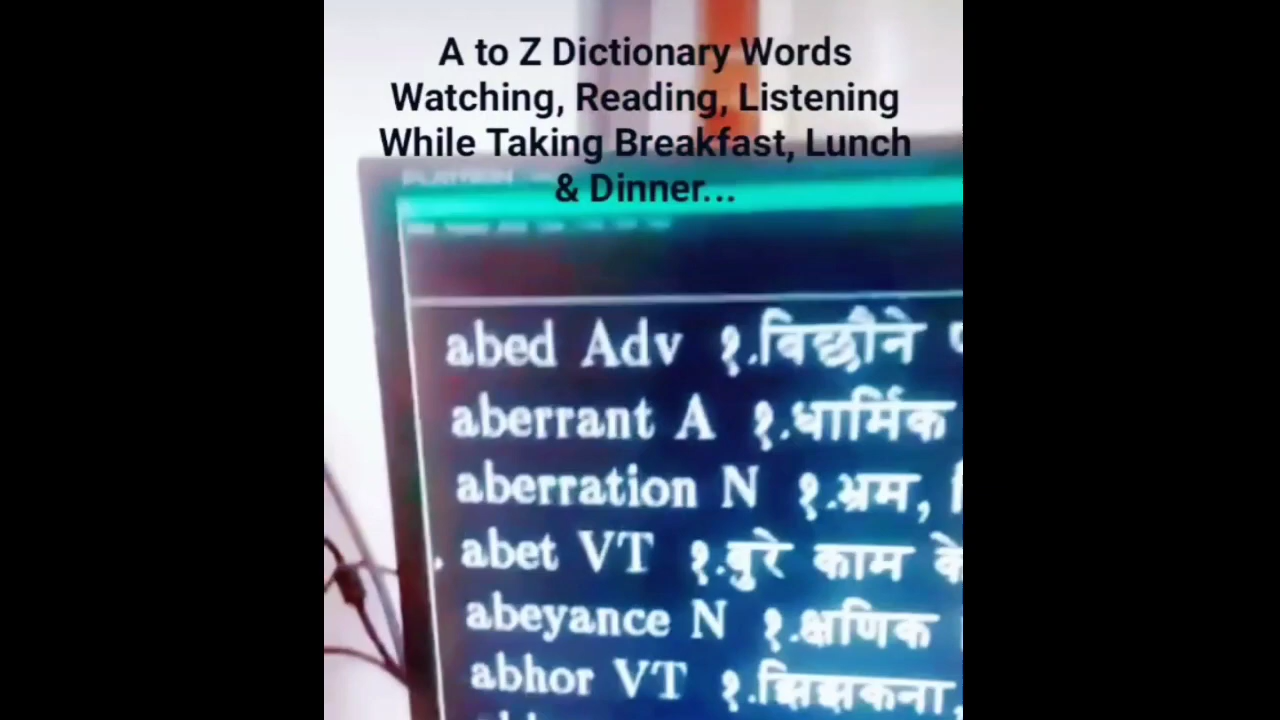 A to Z Dictionary Words
Watching, Reading, Listening
While Taking Breakfast, Lunch
& Dinner...
abed Adv १.बिछौने
aberrant A १.धार्मिक
aberration N १.भ्रम,
. abet VT १.बुरे काम के
abeyance N १.क्षणिक
abhor VT १.झिझकना,